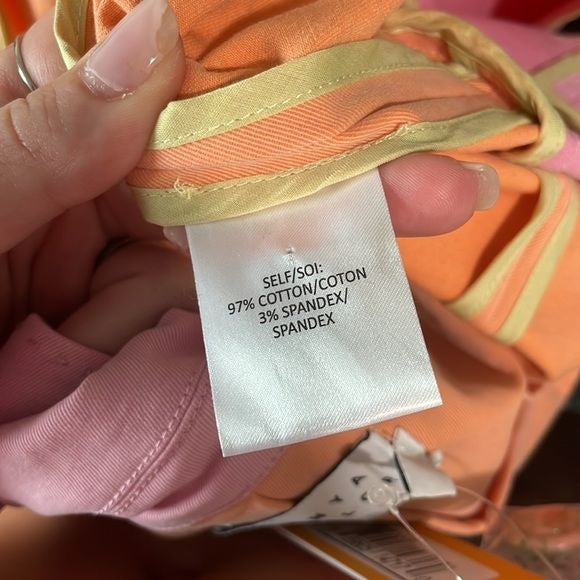 SELF/SOI:
97% COTTON/COTON
3% SPANDEX/
SPANDEX